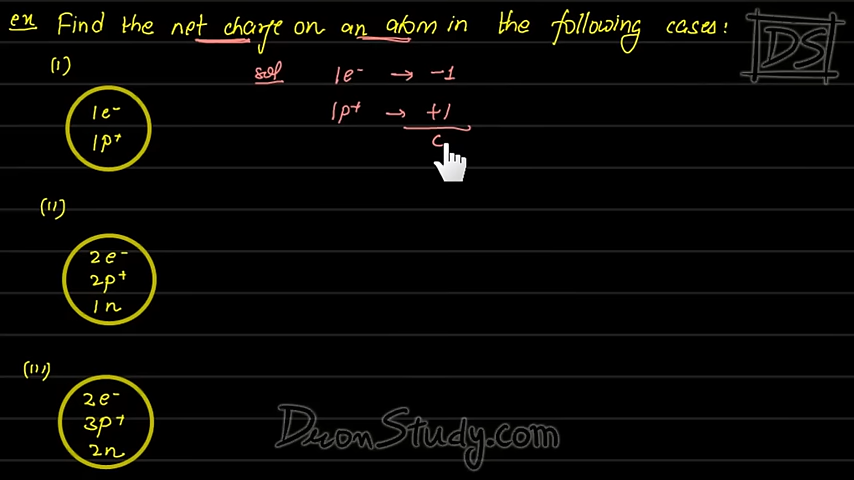 ex Find the net charge on an atom in the following cases:
DS
(I)
1e-
1p+
sol 1e- → -1
1p+ → +1
(II)
2e-
2p+
1n
(III)
2e-
3p+
2n
DronStudy.com